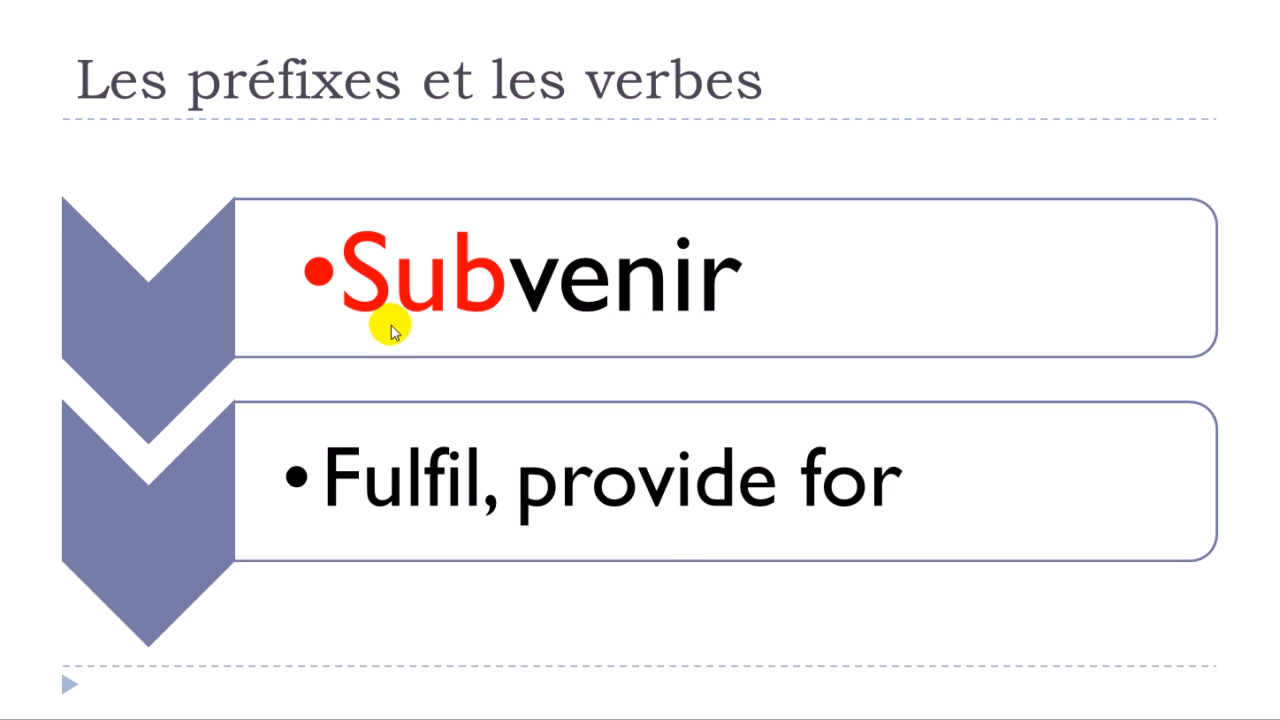 Les préfixes et les verbes
•Subvenir
•Fulfil, provide for